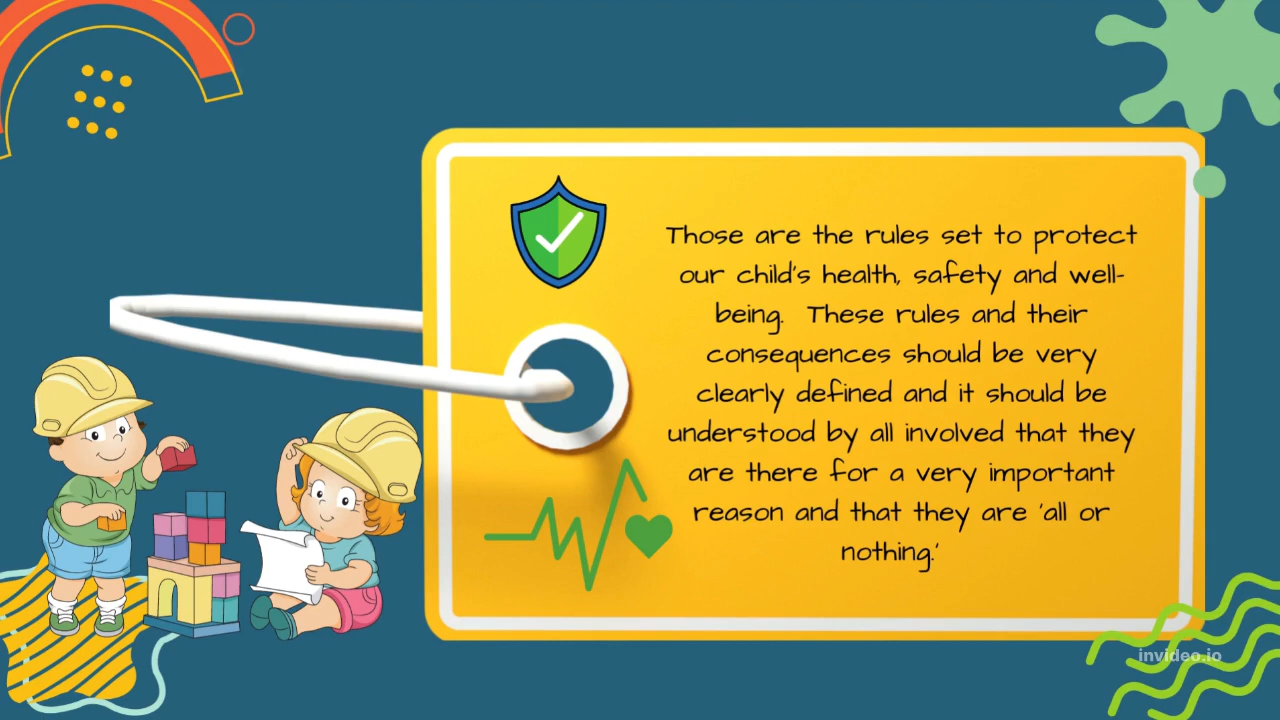 Those are the rules set to protect
our child's health, safety and well-
being.  These rules and their
consequences should be very
clearly defined and it should be
understood by all involved that they
are there for a very important
reason and that they are 'all or
nothing.'
invideo.io